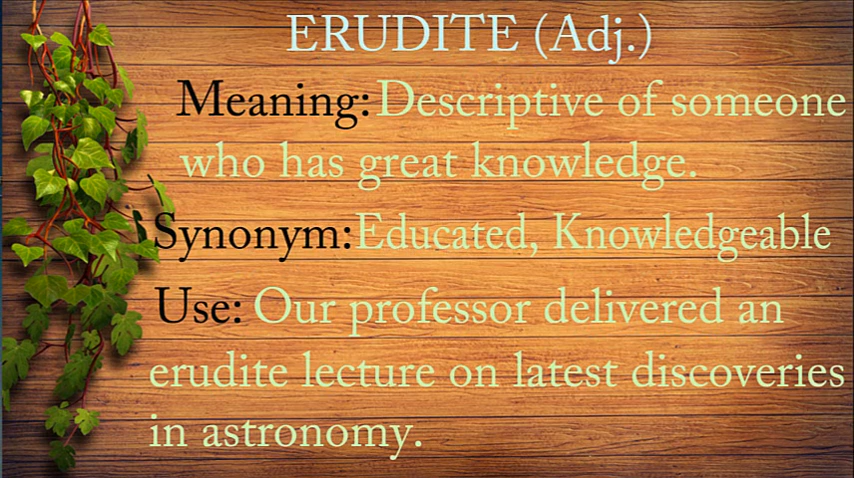 ERUDITE (Adj.)
Meaning: Descriptive of someone
who has great knowledge.
Synonym: Educated, Knowledgeable
Use: Our professor delivered an
erudite lecture on latest discoveries
in astronomy.